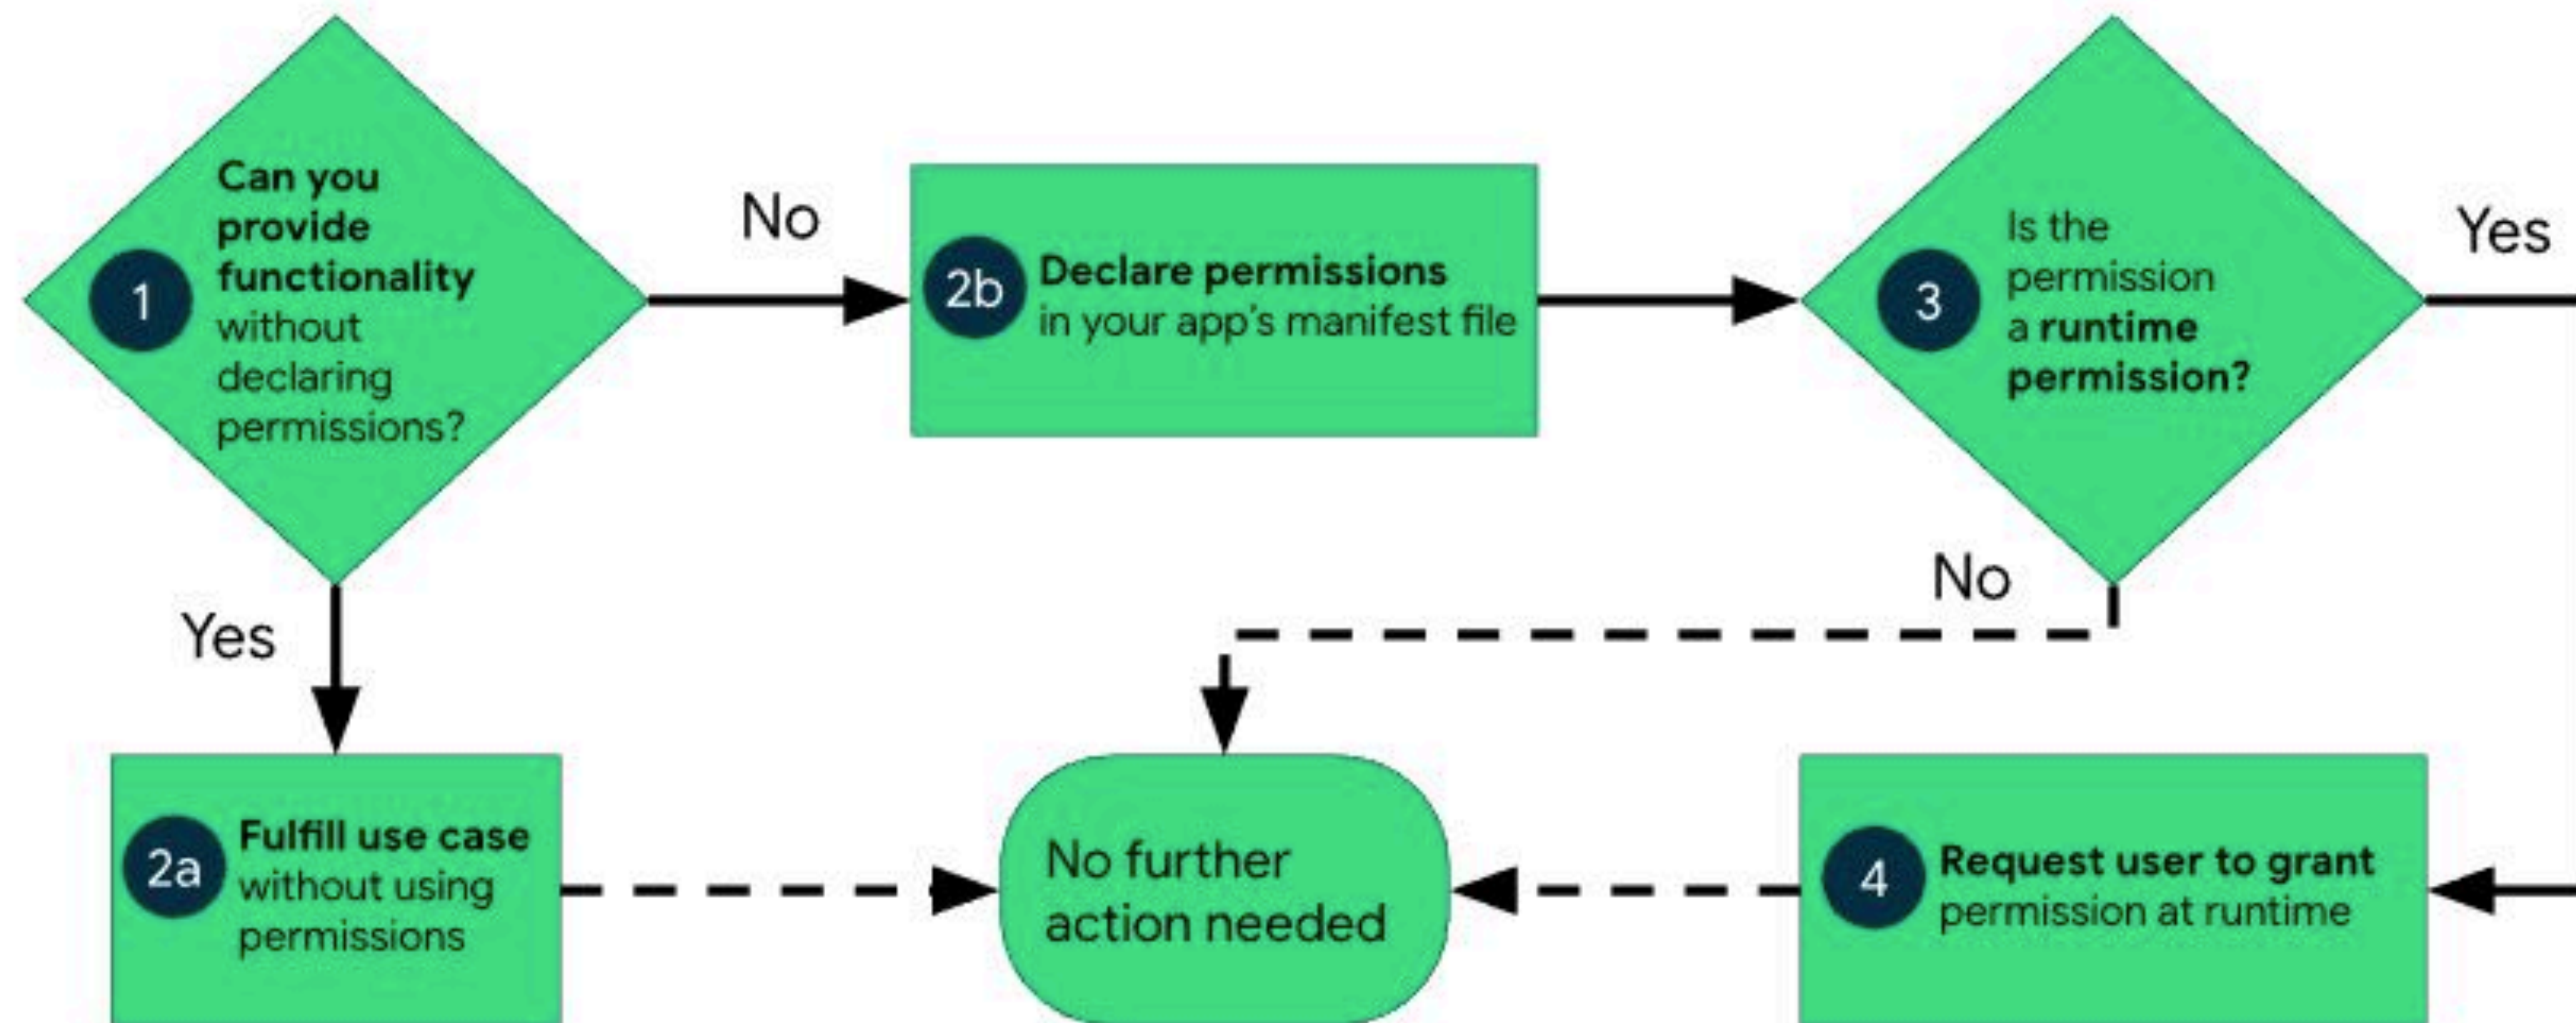 1
Can you
provide
functionality
without
declaring
permissions?
No
2b
Declare permissions
in your app's manifest file
3
Is the
permission
a runtime
permission?
Yes
No
Yes
2a
Fulfill use case
without using
permissions
No further
action needed
4
Request user to grant
permission at runtime